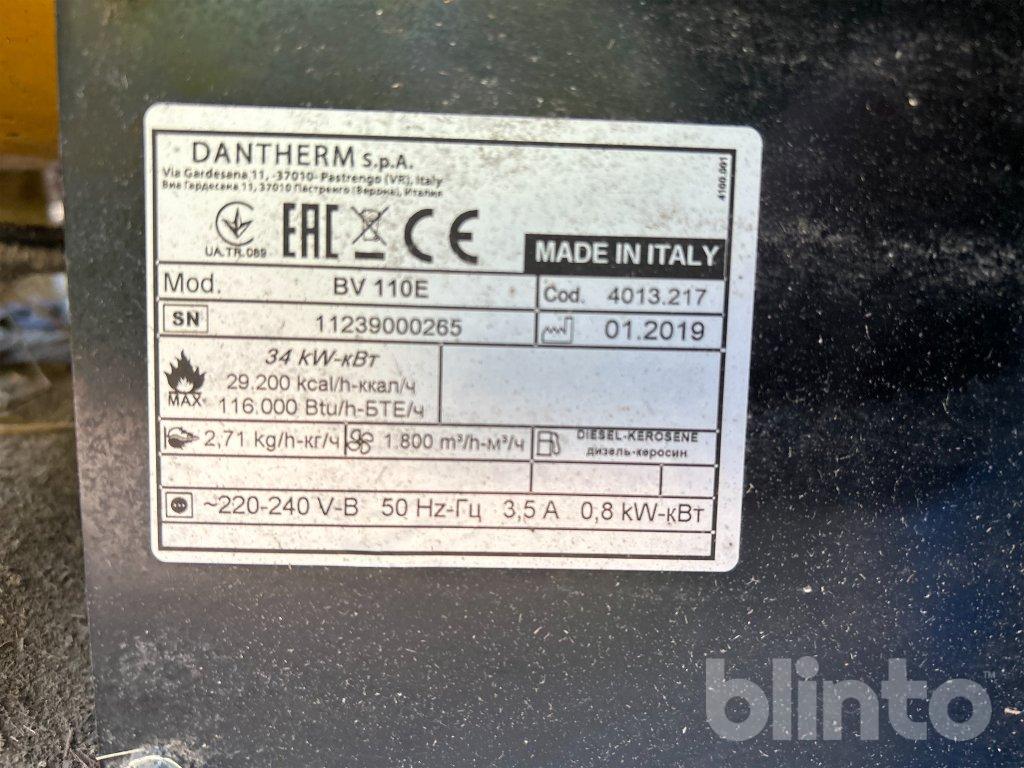 DANTHERM S.p.A.
Via Gardesana 11, -37010- Pastrengo (VR), Italy
Виа Гардесана 11, 37010 Пастренго (Верона), Италия
4100.001
UA.TR.089
EAC CE
MADE IN ITALY
Mod. BV 110E Cod. 4013.217
SN 11239000265 01.2019
34 kW-кВт
29.200 kcal/h-ккал/ч
MAX 116.000 Btu/h-БТЕ/ч
2,71 kg/h-кг/ч 1.800 m³/h-м³/ч DIESEL-KEROSENE
дизель-керосин
~220-240 V-В 50 Hz-Гц 3,5 A 0,8 kW-кВт
blinto™